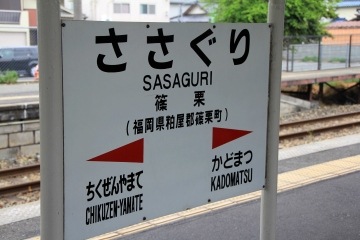 ささぐり
SASAGURI
篠栗
(福岡県粕屋郡篠栗町)
ちくぜんやまて
CHIKUZEN-YAMATE
かどまつ
KADOMATSU